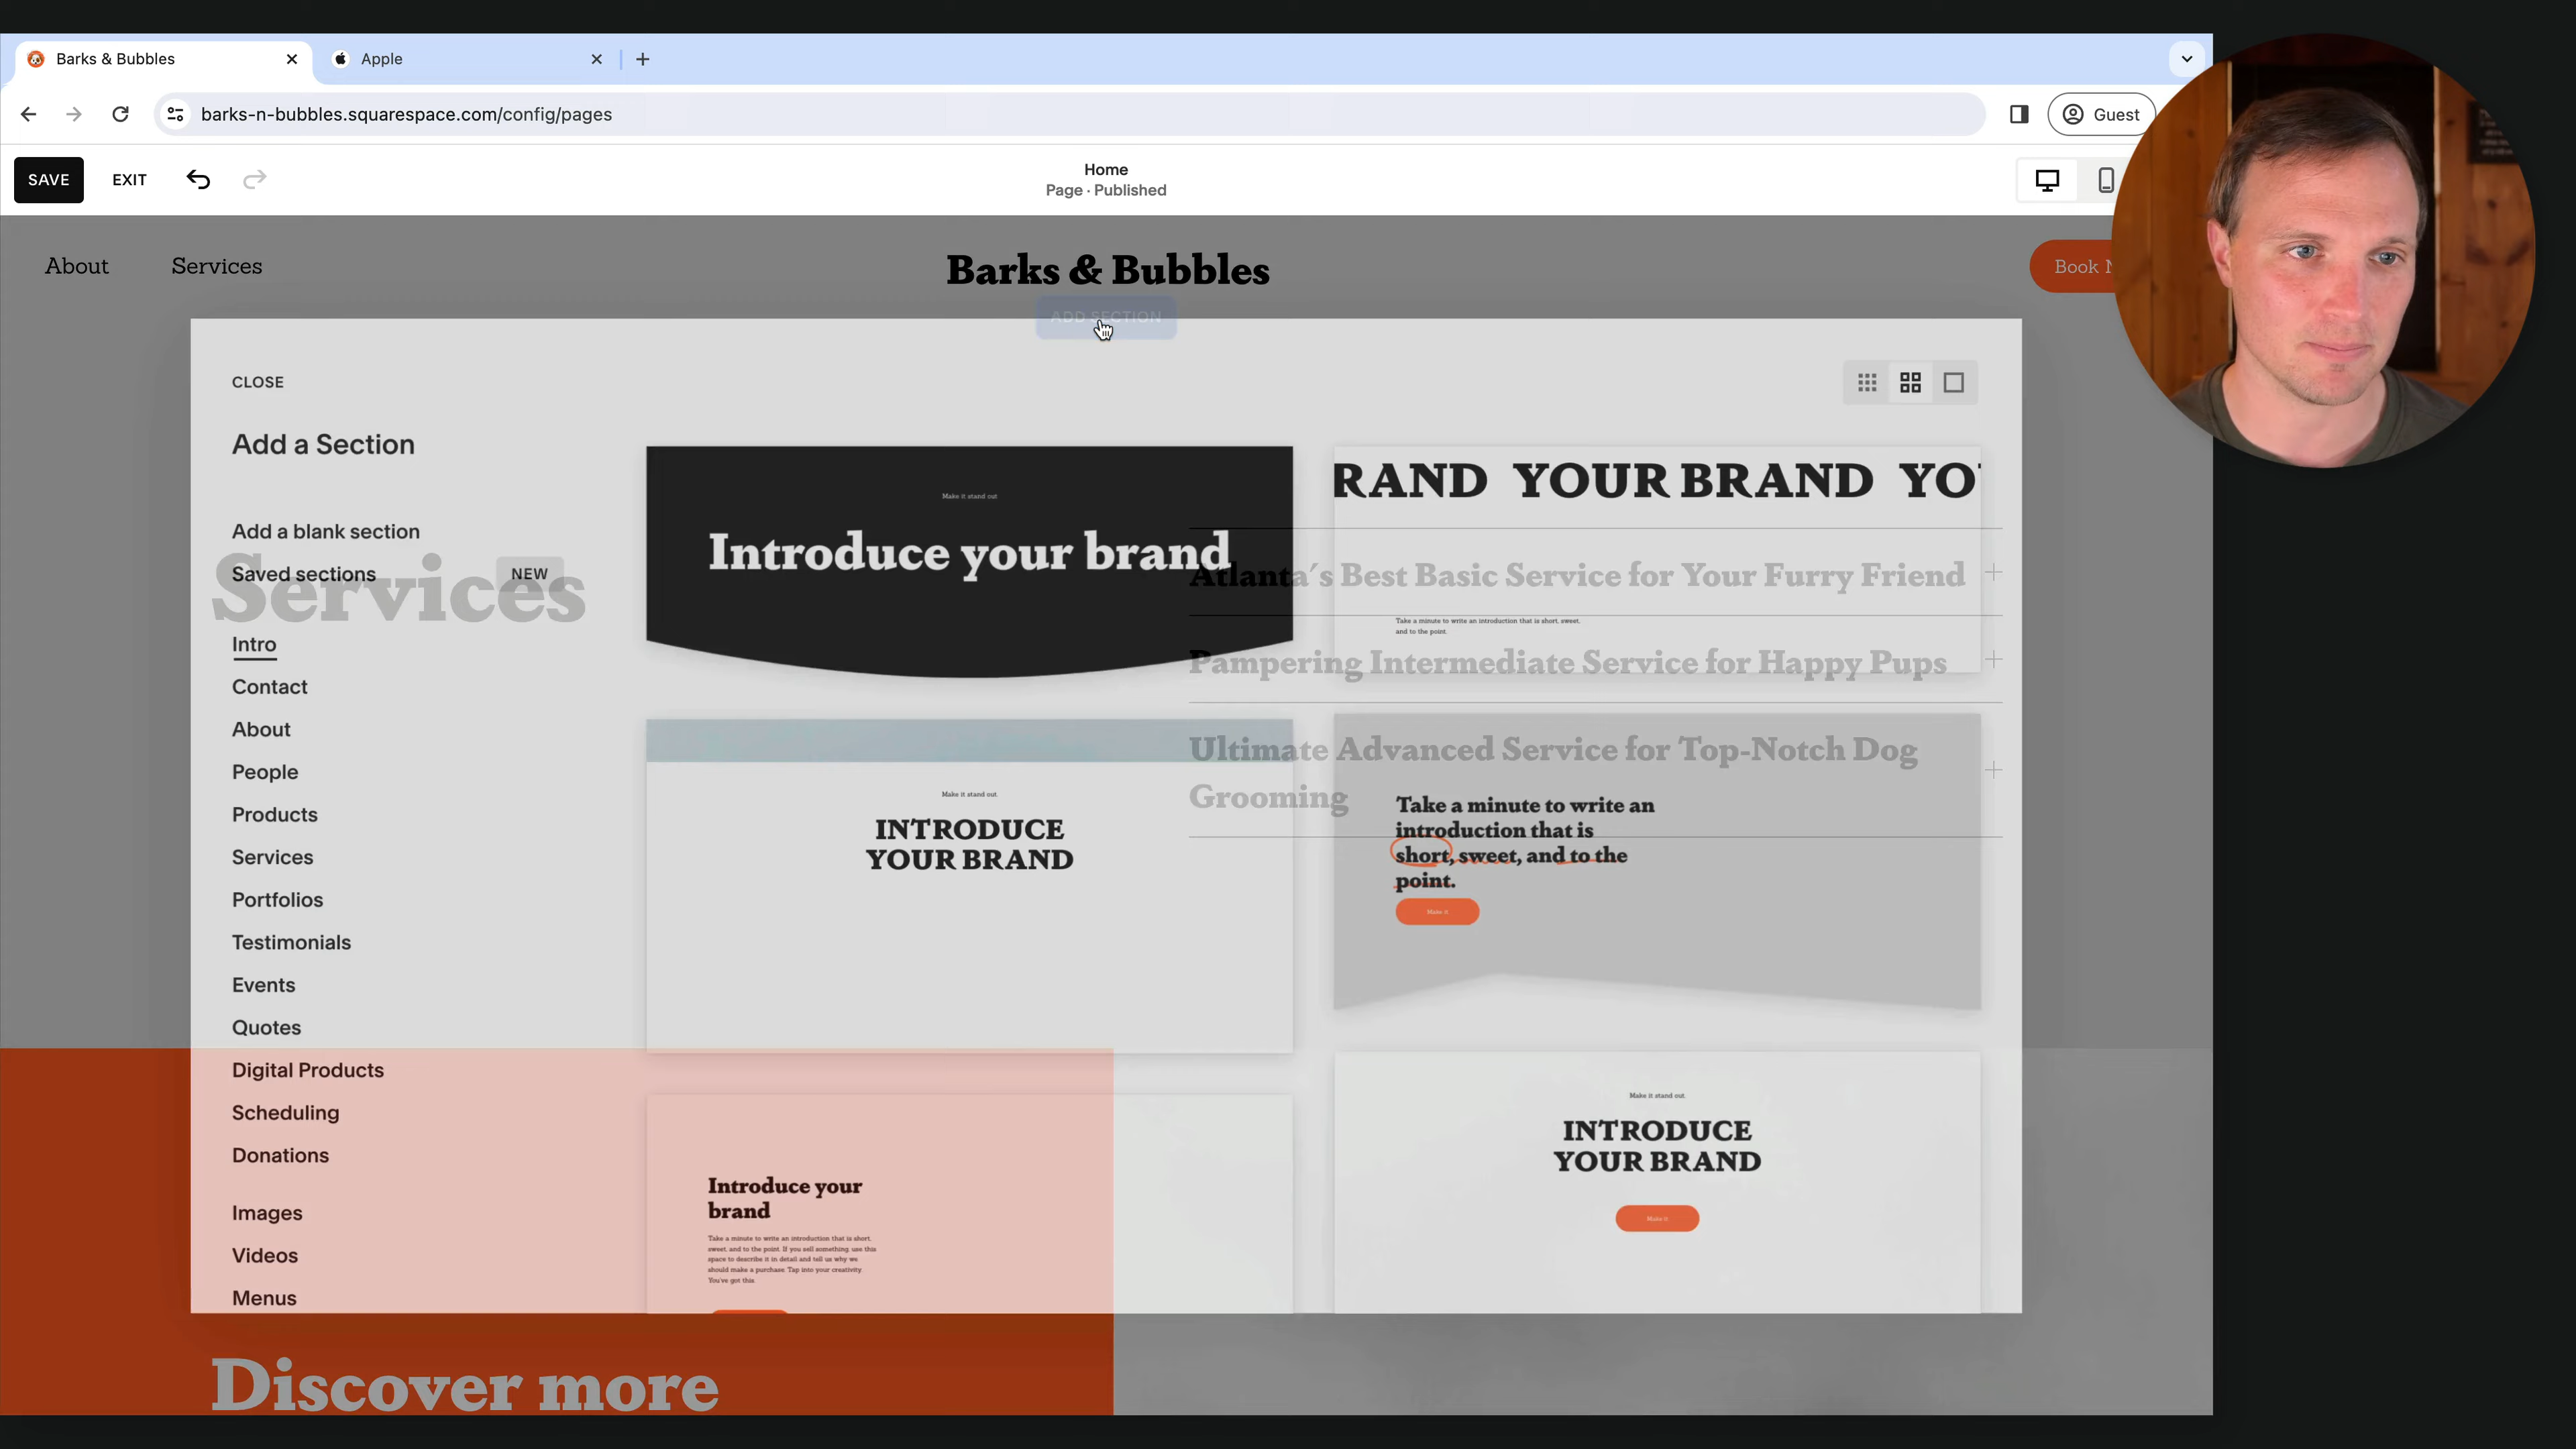 Barks & Bubbles
Apple
barks-n-bubbles.squarespace.com/config/pages
Guest
SAVE
EXIT
Home
Page · Published
About
Services
Barks & Bubbles
Book N
ADD SECTION
CLOSE
Add a Section
Add a blank section
Saved sections
NEW
Services
Intro
Contact
About
People
Products
Services
Portfolios
Testimonials
Events
Quotes
Digital Products
Scheduling
Donations
Images
Videos
Menus
Make it stand out
Introduce your brand
RAND YOUR BRAND YO
Take a minute to write an introduction that is short, sweet,
and to the point.
Atlanta's Best Basic Service for Your Furry Friend
Pampering Intermediate Service for Happy Pups
Ultimate Advanced Service for Top-Notch Dog
Grooming
Make it stand out.
INTRODUCE
YOUR BRAND
Take a minute to write an
introduction that is
short, sweet, and to the
point.
Make it
Introduce your
brand
Take a minute to write an introduction that is short,
sweet, and to the point. If you sell something, use this
space to describe it in detail and tell us why we
should make a purchase. Tap into your creativity.
You've got this.
Make it stand out.
INTRODUCE
YOUR BRAND
Make it
Discover more